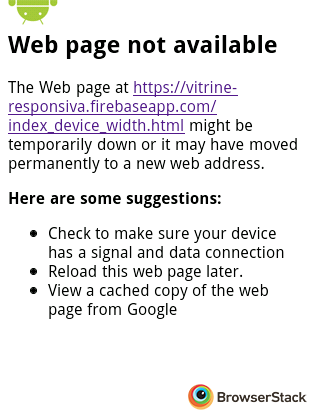 Web page not available
The Web page at https://vitrine-
responsiva.firebaseapp.com/
index_device_width.html might be
temporarily down or it may have moved
permanently to a new web address.
Here are some suggestions:
Check to make sure your device
has a signal and data connection
Reload this web page later.
View a cached copy of the web
page from Google
BrowserStack